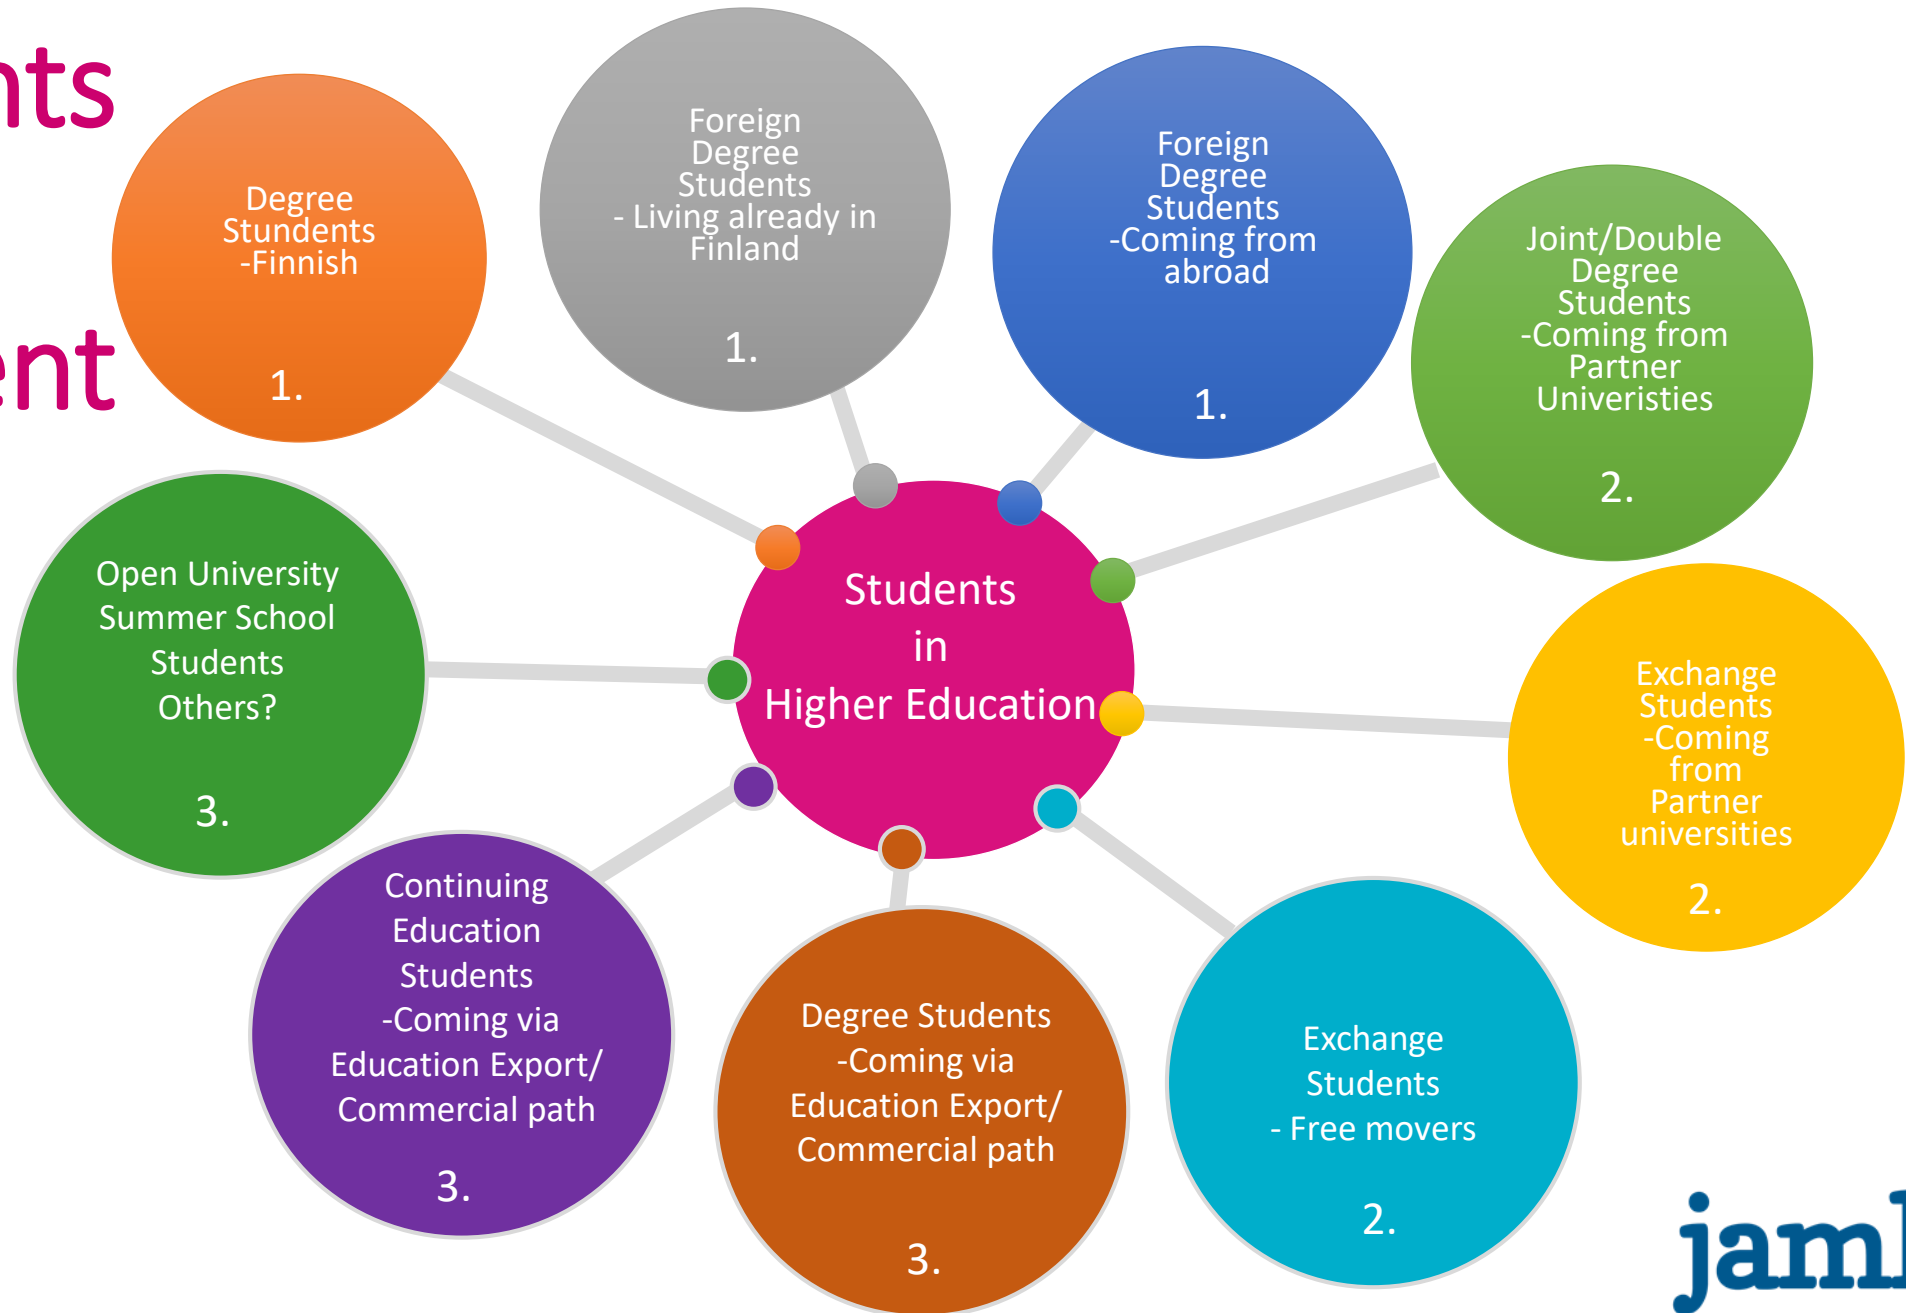 nts
ent
Degree
Stundents
-Finnish
1.
Foreign
Degree
Students
- Living already in
Finland
1.
Foreign
Degree
Students
-Coming from
abroad
1.
Joint/Double
Degree
Students
-Coming from
Partner
Univeristies
2.
Exchange
Students
-Coming
from
Partner
universities
2.
Exchange
Students
- Free movers
2.
Degree Students
-Coming via
Education Export/
Commercial path
3.
Continuing
Education
Students
-Coming via
Education Export/
Commercial path
3.
Open University
Summer School
Students
Others?
3.
Students
in
Higher Education
jaml